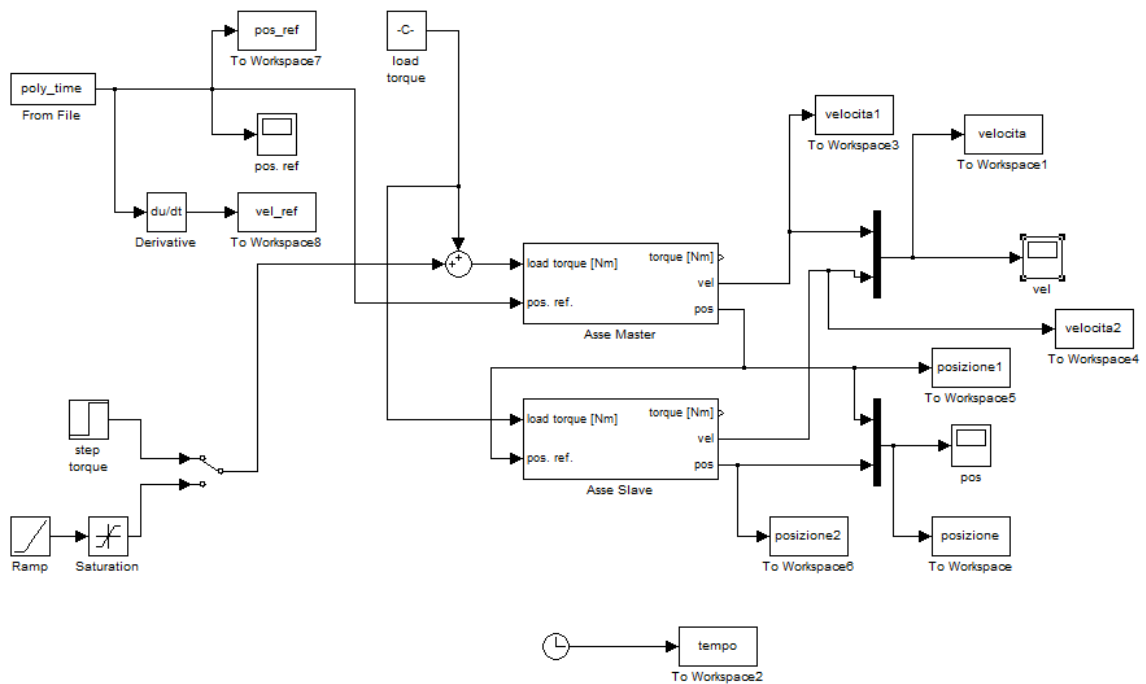 pos_ref
To Workspace7
-C-
load
torque
poly_time
From File
pos. ref
velocita1
To Workspace3
velocita
To Workspace1
du/dt
Derivative
vel_ref
To Workspace8
+
+
load torque [Nm]
pos. ref.
torque [Nm]
vel
pos
Asse Master
vel
velocita2
To Workspace4
posizione1
To Workspace5
load torque [Nm]
pos. ref.
torque [Nm]
vel
pos
Asse Slave
step
torque
pos
Ramp
Saturation
posizione2
To Workspace6
posizione
To Workspace
tempo
To Workspace2